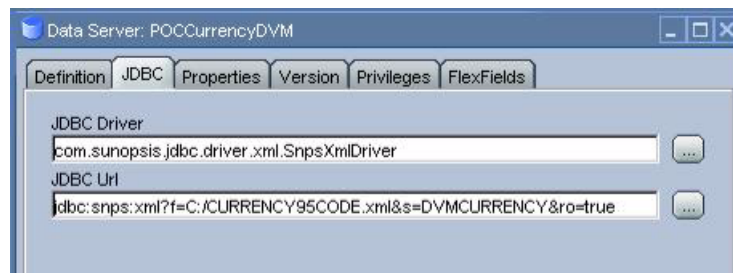 Data Server: POCCurrencyDVM
Definition JDBC Properties Version Privileges FlexFields
JDBC Driver
com.sunopsis.jdbc.driver.xml.SnpsXmlDriver
...
JDBC Url
jdbc:snps:xml?f=C:/CURRENCY95CODE.xml&s=DVMCURRENCY&ro=true
...